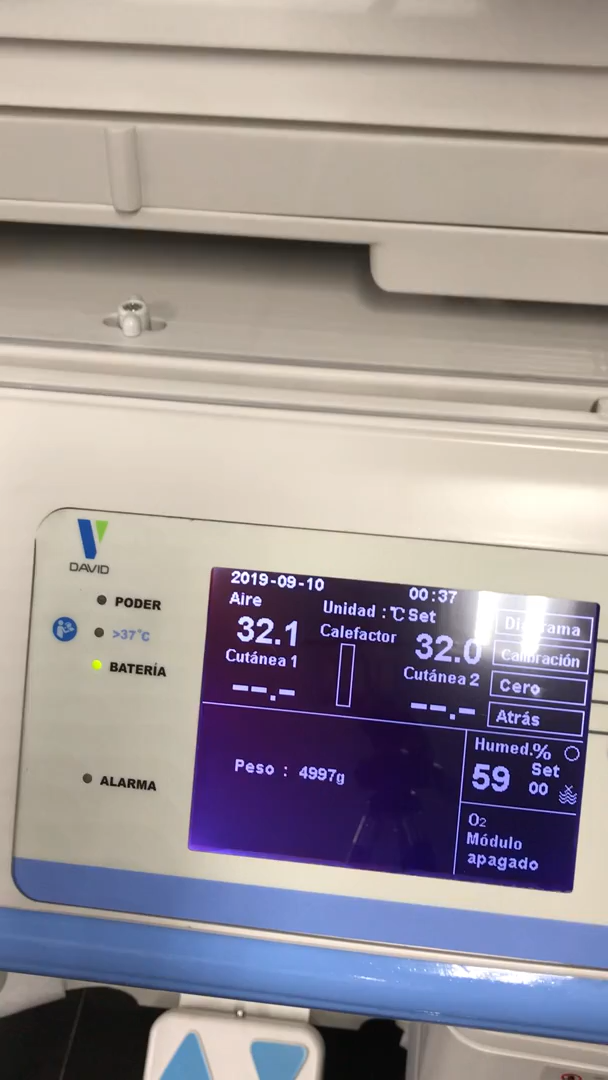 DAVID
PODER
>37°C
BATERÍA
ALARMA
2019-09-10 00:37
Aire
Unidad :℃ Set
32.1
Calefactor
32.0
Cutánea 1
Cutánea 2
--.-
--.-
Calibración
Cero
Atrás
Peso : 4997g
Humed.%
59
Set
00
O₂
Módulo
apagado